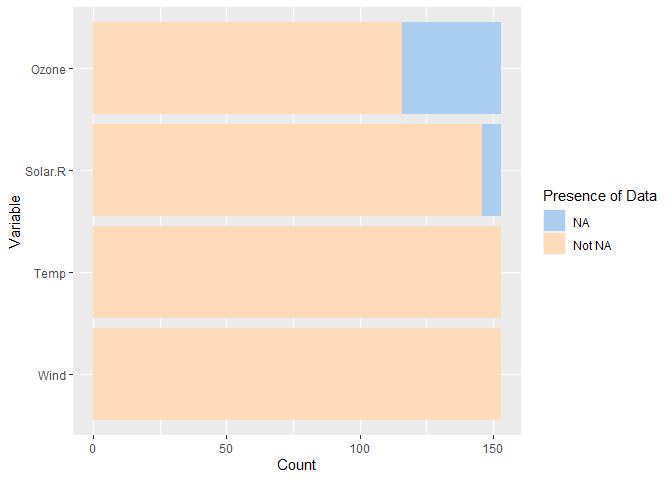 Ozone
Solar.R
Temp
Wind
Variable
0
50
100
150
Count
Presence of Data
NA
Not NA